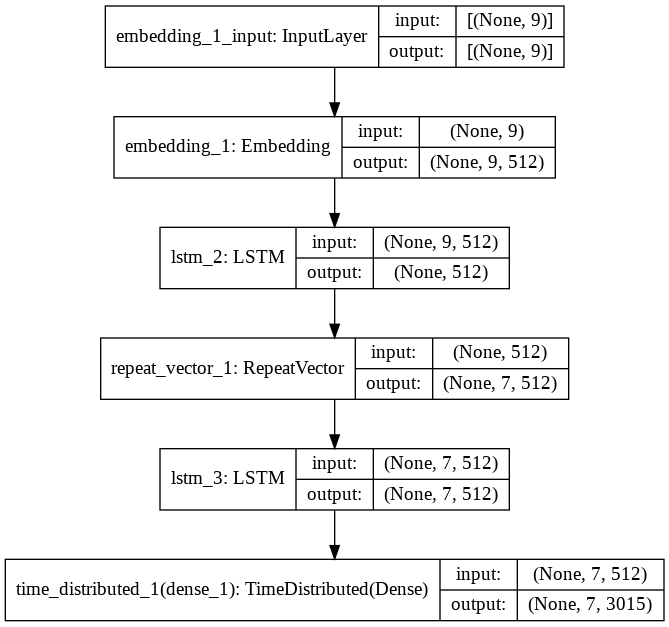 embedding_1_input: InputLayer
input: [(None, 9)]
output: [(None, 9)]
embedding_1: Embedding
input: (None, 9)
output: (None, 9, 512)
lstm_2: LSTM
input: (None, 9, 512)
output: (None, 512)
repeat_vector_1: RepeatVector
input: (None, 512)
output: (None, 7, 512)
lstm_3: LSTM
input: (None, 7, 512)
output: (None, 7, 512)
time_distributed_1(dense_1): TimeDistributed(Dense)
input: (None, 7, 512)
output: (None, 7, 3015)